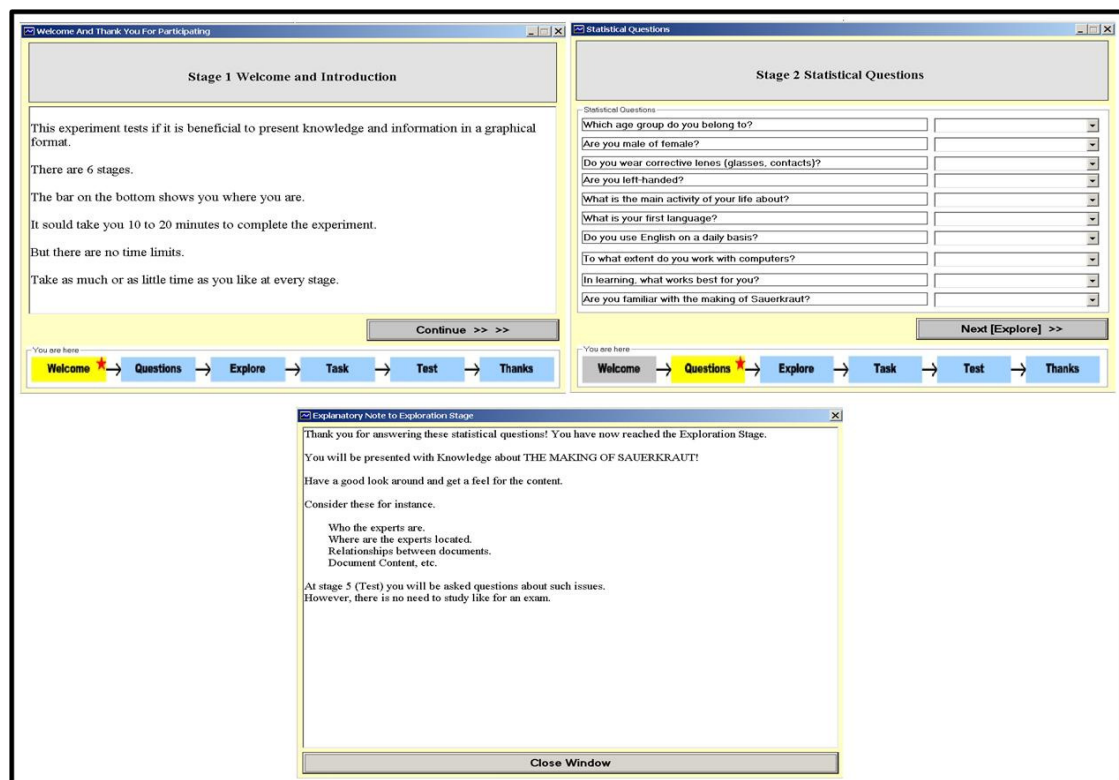 Welcome And Thank You For Participating
Stage 1 Welcome and Introduction
This experiment tests if it is beneficial to present knowledge and information in a graphical
format.
There are 6 stages.
The bar on the bottom shows you where you are.
It sould take you 10 to 20 minutes to complete the experiment.
But there are no time limits.
Take as much or as little time as you like at every stage.
Continue >> >>
You are here
Welcome Questions Explore Task Test Thanks
Statistical Questions
Stage 2 Statistical Questions
Statistical Questions
Which age group do you belong to?
Are you male of female?
Do you wear corrective lenes (glasses, contacts)?
Are you left-handed?
What is the main activity of your life about?
What is your first language?
Do you use English on a daily basis?
To what extent do you work with computers?
In learning, what works best for you?
Are you familiar with the making of Sauerkraut?
Next [Explore] >>
You are here
Welcome Questions Explore Task Test Thanks
Explanatory Note to Exploration Stage
Thank you for answering these statistical questions! You have now reached the Exploration Stage.
You will be presented with Knowledge about THE MAKING OF SAUERKRAUT!
Have a good look around and get a feel for the content.
Consider these for instance.
Who the experts are.
Where are the experts located.
Relationships between documents.
Document Content, etc.
At stage 5 (Test) you will be asked questions about such issues.
However, there is no need to study like for an exam.
Close Window